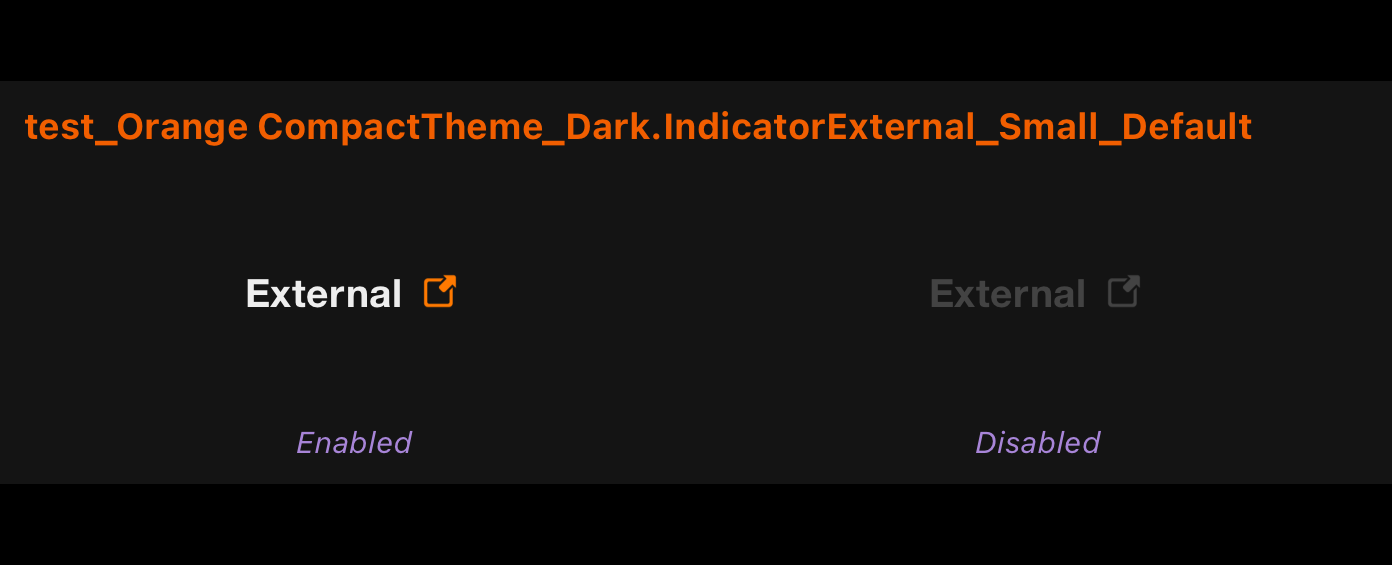 test_Orange CompactTheme_Dark.IndicatorExternal_Small_Default
External External
Enabled Disabled